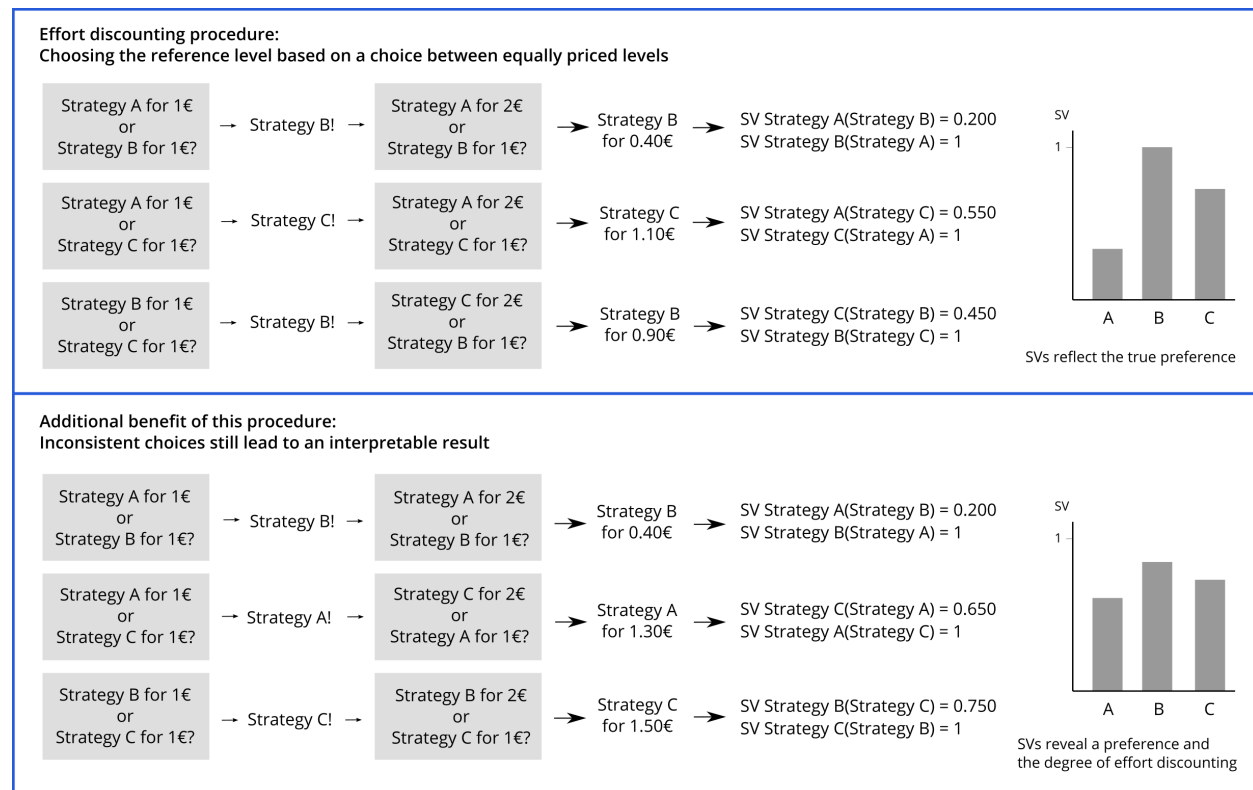 Effort discounting procedure:
Choosing the reference level based on a choice between equally priced levels
Strategy A for 1€
or
Strategy B for 1€?
Strategy B!
Strategy A for 2€
or
Strategy B for 1€?
Strategy B
for 0.40€
SV Strategy A(Strategy B) = 0.200
SV Strategy B(Strategy A) = 1
Strategy A for 1€
or
Strategy C for 1€?
Strategy C!
Strategy A for 2€
or
Strategy C for 1€?
Strategy C
for 1.10€
SV Strategy A(Strategy C) = 0.550
SV Strategy C(Strategy A) = 1
Strategy B for 1€
or
Strategy C for 1€?
Strategy B!
Strategy C for 2€
or
Strategy B for 1€?
Strategy B
for 0.90€
SV Strategy C(Strategy B) = 0.450
SV Strategy B(Strategy C) = 1
SV
1
A B C
SVs reflect the true preference
Additional benefit of this procedure:
Inconsistent choices still lead to an interpretable result
Strategy A for 1€
or
Strategy B for 1€?
Strategy B!
Strategy A for 2€
or
Strategy B for 1€?
Strategy B
for 0.40€
SV Strategy A(Strategy B) = 0.200
SV Strategy B(Strategy A) = 1
Strategy A for 1€
or
Strategy C for 1€?
Strategy A!
Strategy C for 2€
or
Strategy A for 1€?
Strategy A
for 1.30€
SV Strategy C(Strategy A) = 0.650
SV Strategy A(Strategy C) = 1
Strategy B for 1€
or
Strategy C for 1€?
Strategy C!
Strategy B for 2€
or
Strategy C for 1€?
Strategy C
for 1.50€
SV Strategy B(Strategy C) = 0.750
SV Strategy C(Strategy B) = 1
SV
1
A B C
SVs reveal a preference and
the degree of effort discounting